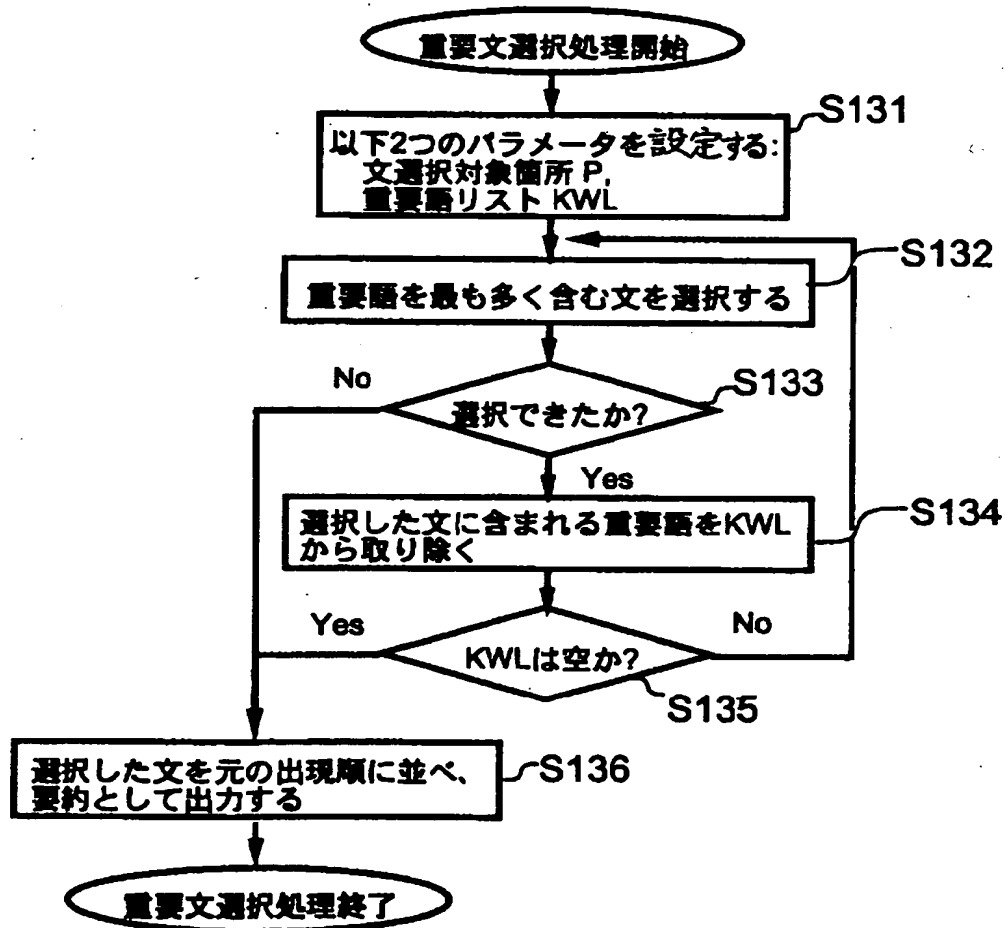 重要文選択処理開始
S131
以下2つのパラメータを設定する:
文選択対象箇所 P,
重要語リスト KWL
S132
重要語を最も多く含む文を選択する
No
S133
選択できたか?
Yes
S134
選択した文に含まれる重要語をKWL
から取り除く
Yes
No
KWLは空か?
S135
選択した文を元の出現順に並べ、
要約として出力する
S136
重要文選択処理終了